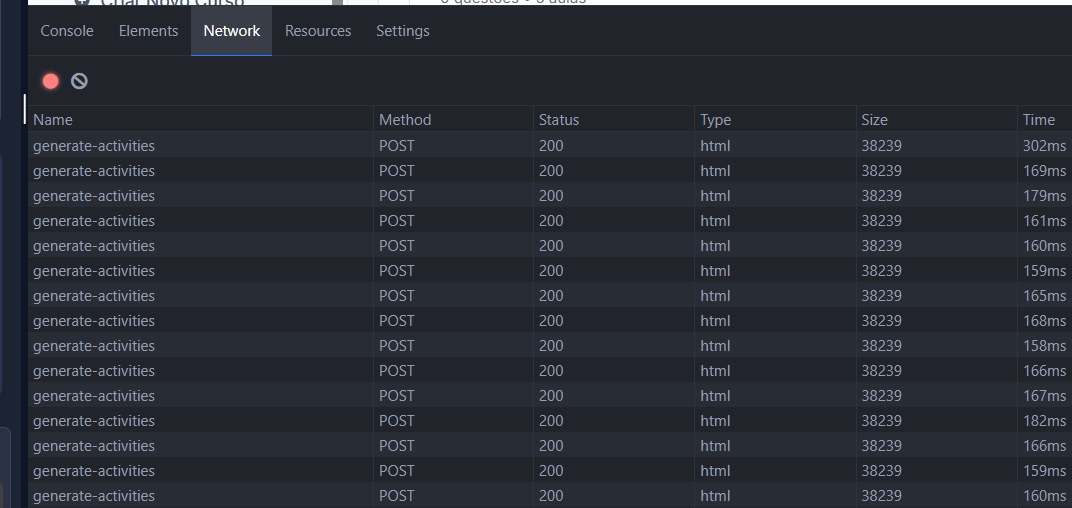 Criar Novo Curso 0 questões • 0 aulas
Console Elements Network Resources Settings
Name Method Status Type Size Time
generate-activities POST 200 html 38239 302ms
generate-activities POST 200 html 38239 169ms
generate-activities POST 200 html 38239 179ms
generate-activities POST 200 html 38239 161ms
generate-activities POST 200 html 38239 160ms
generate-activities POST 200 html 38239 159ms
generate-activities POST 200 html 38239 165ms
generate-activities POST 200 html 38239 168ms
generate-activities POST 200 html 38239 158ms
generate-activities POST 200 html 38239 166ms
generate-activities POST 200 html 38239 167ms
generate-activities POST 200 html 38239 182ms
generate-activities POST 200 html 38239 166ms
generate-activities POST 200 html 38239 159ms
generate-activities POST 200 html 38239 160ms